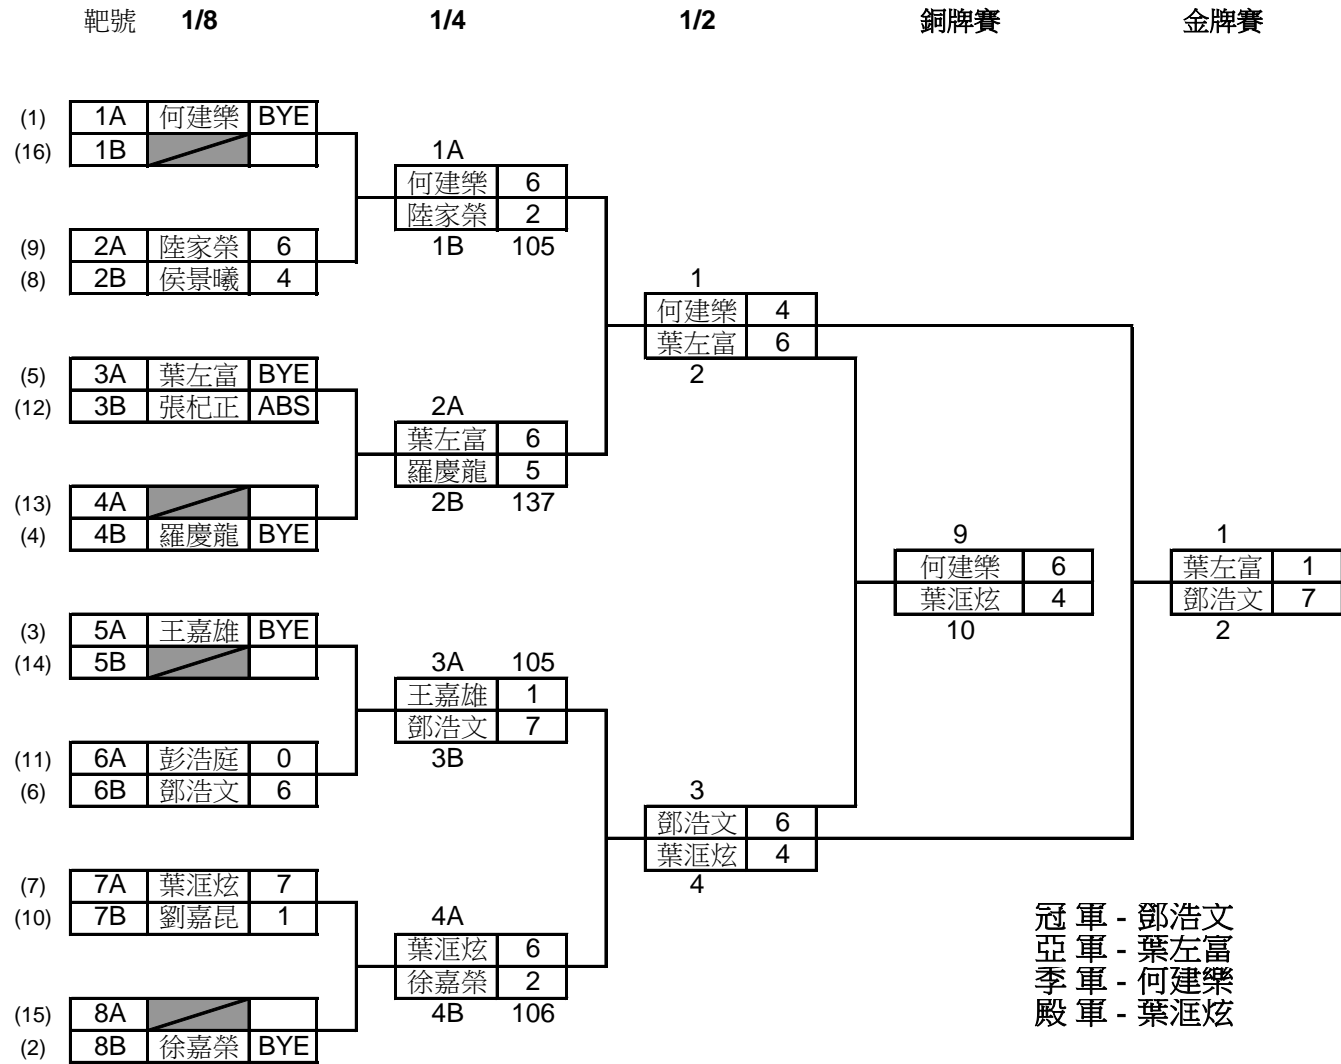 靶號 1/8 1/4 1/2 銅牌賽 金牌賽
(1) 1A 何建樂 BYE
(16) 1B 1A
何建樂 6
陸家榮 2
(9) 2A 陸家榮 6 1B 105
(8) 2B 侯景曦 4 1
何建樂 4
葉左富 6
(5) 3A 葉左富 BYE 2
(12) 3B 張杞正 ABS 2A
葉左富 6
羅慶龍 5
(13) 4A 2B 137
(4) 4B 羅慶龍 BYE 9 1
何建樂 6 葉左富 1
葉洭炫 4 鄧浩文 7
(3) 5A 王嘉雄 BYE 10 2
(14) 5B 3A 105
王嘉雄 1
鄧浩文 7
(11) 6A 彭浩庭 0 3B
(6) 6B 鄧浩文 6 3
鄧浩文 6
葉洭炫 4
(7) 7A 葉洭炫 7 4
(10) 7B 劉嘉昆 1 4A
冠 軍 - 鄧浩文
葉洭炫 6 亞 軍 - 葉左富
徐嘉榮 2 季 軍 - 何建樂
(15) 8A 4B 106 殿 軍 - 葉洭炫
(2) 8B 徐嘉榮 BYE